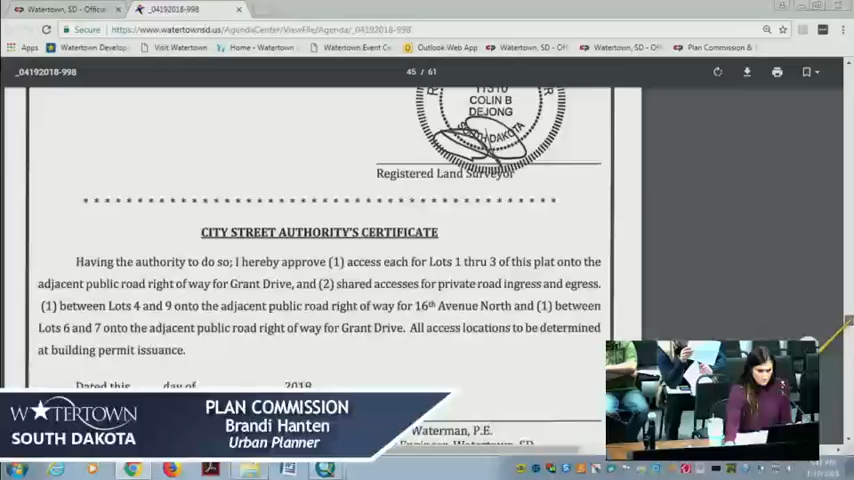 Watertown, SD - Official
_04192018-998
Secure
https://www.watertownsd.us/AgendaCenter/ViewFile/Agenda/_04192018-998
Apps
Watertown Develop
Visit Watertown
Home - Watertown
Watertown Event C
Outlook Web App
Watertown, SD - Off
Watertown, SD - Off
Plan Commission &
_04192018-998
45 / 61
11310
COLIN B
DEJONG
SOUTH DAKOTA
Registered Land Surveyor
* * * * * * * * * * * * * * * * * * * * * * * * * * * * * * * * * * * * * * * * * * * *
CITY STREET AUTHORITY'S CERTIFICATE
Having the authority to do so; I hereby approve (1) access each for Lots 1 thru 3 of this plat onto the
adjacent public road right of way for Grant Drive, and (2) shared accesses for private road ingress and egress.
(1) between Lots 4 and 9 onto the adjacent public road right of way for 16th Avenue North and (1) between
Lots 6 and 7 onto the adjacent public road right of way for Grant Drive. All access locations to be determined
at building permit issuance.
Dated this day of 2018
Waterman, P.E.
Engineer, Watertown, SD
WATERTOWN
SOUTH DAKOTA
PLAN COMMISSION
Brandi Hanten
Urban Planner